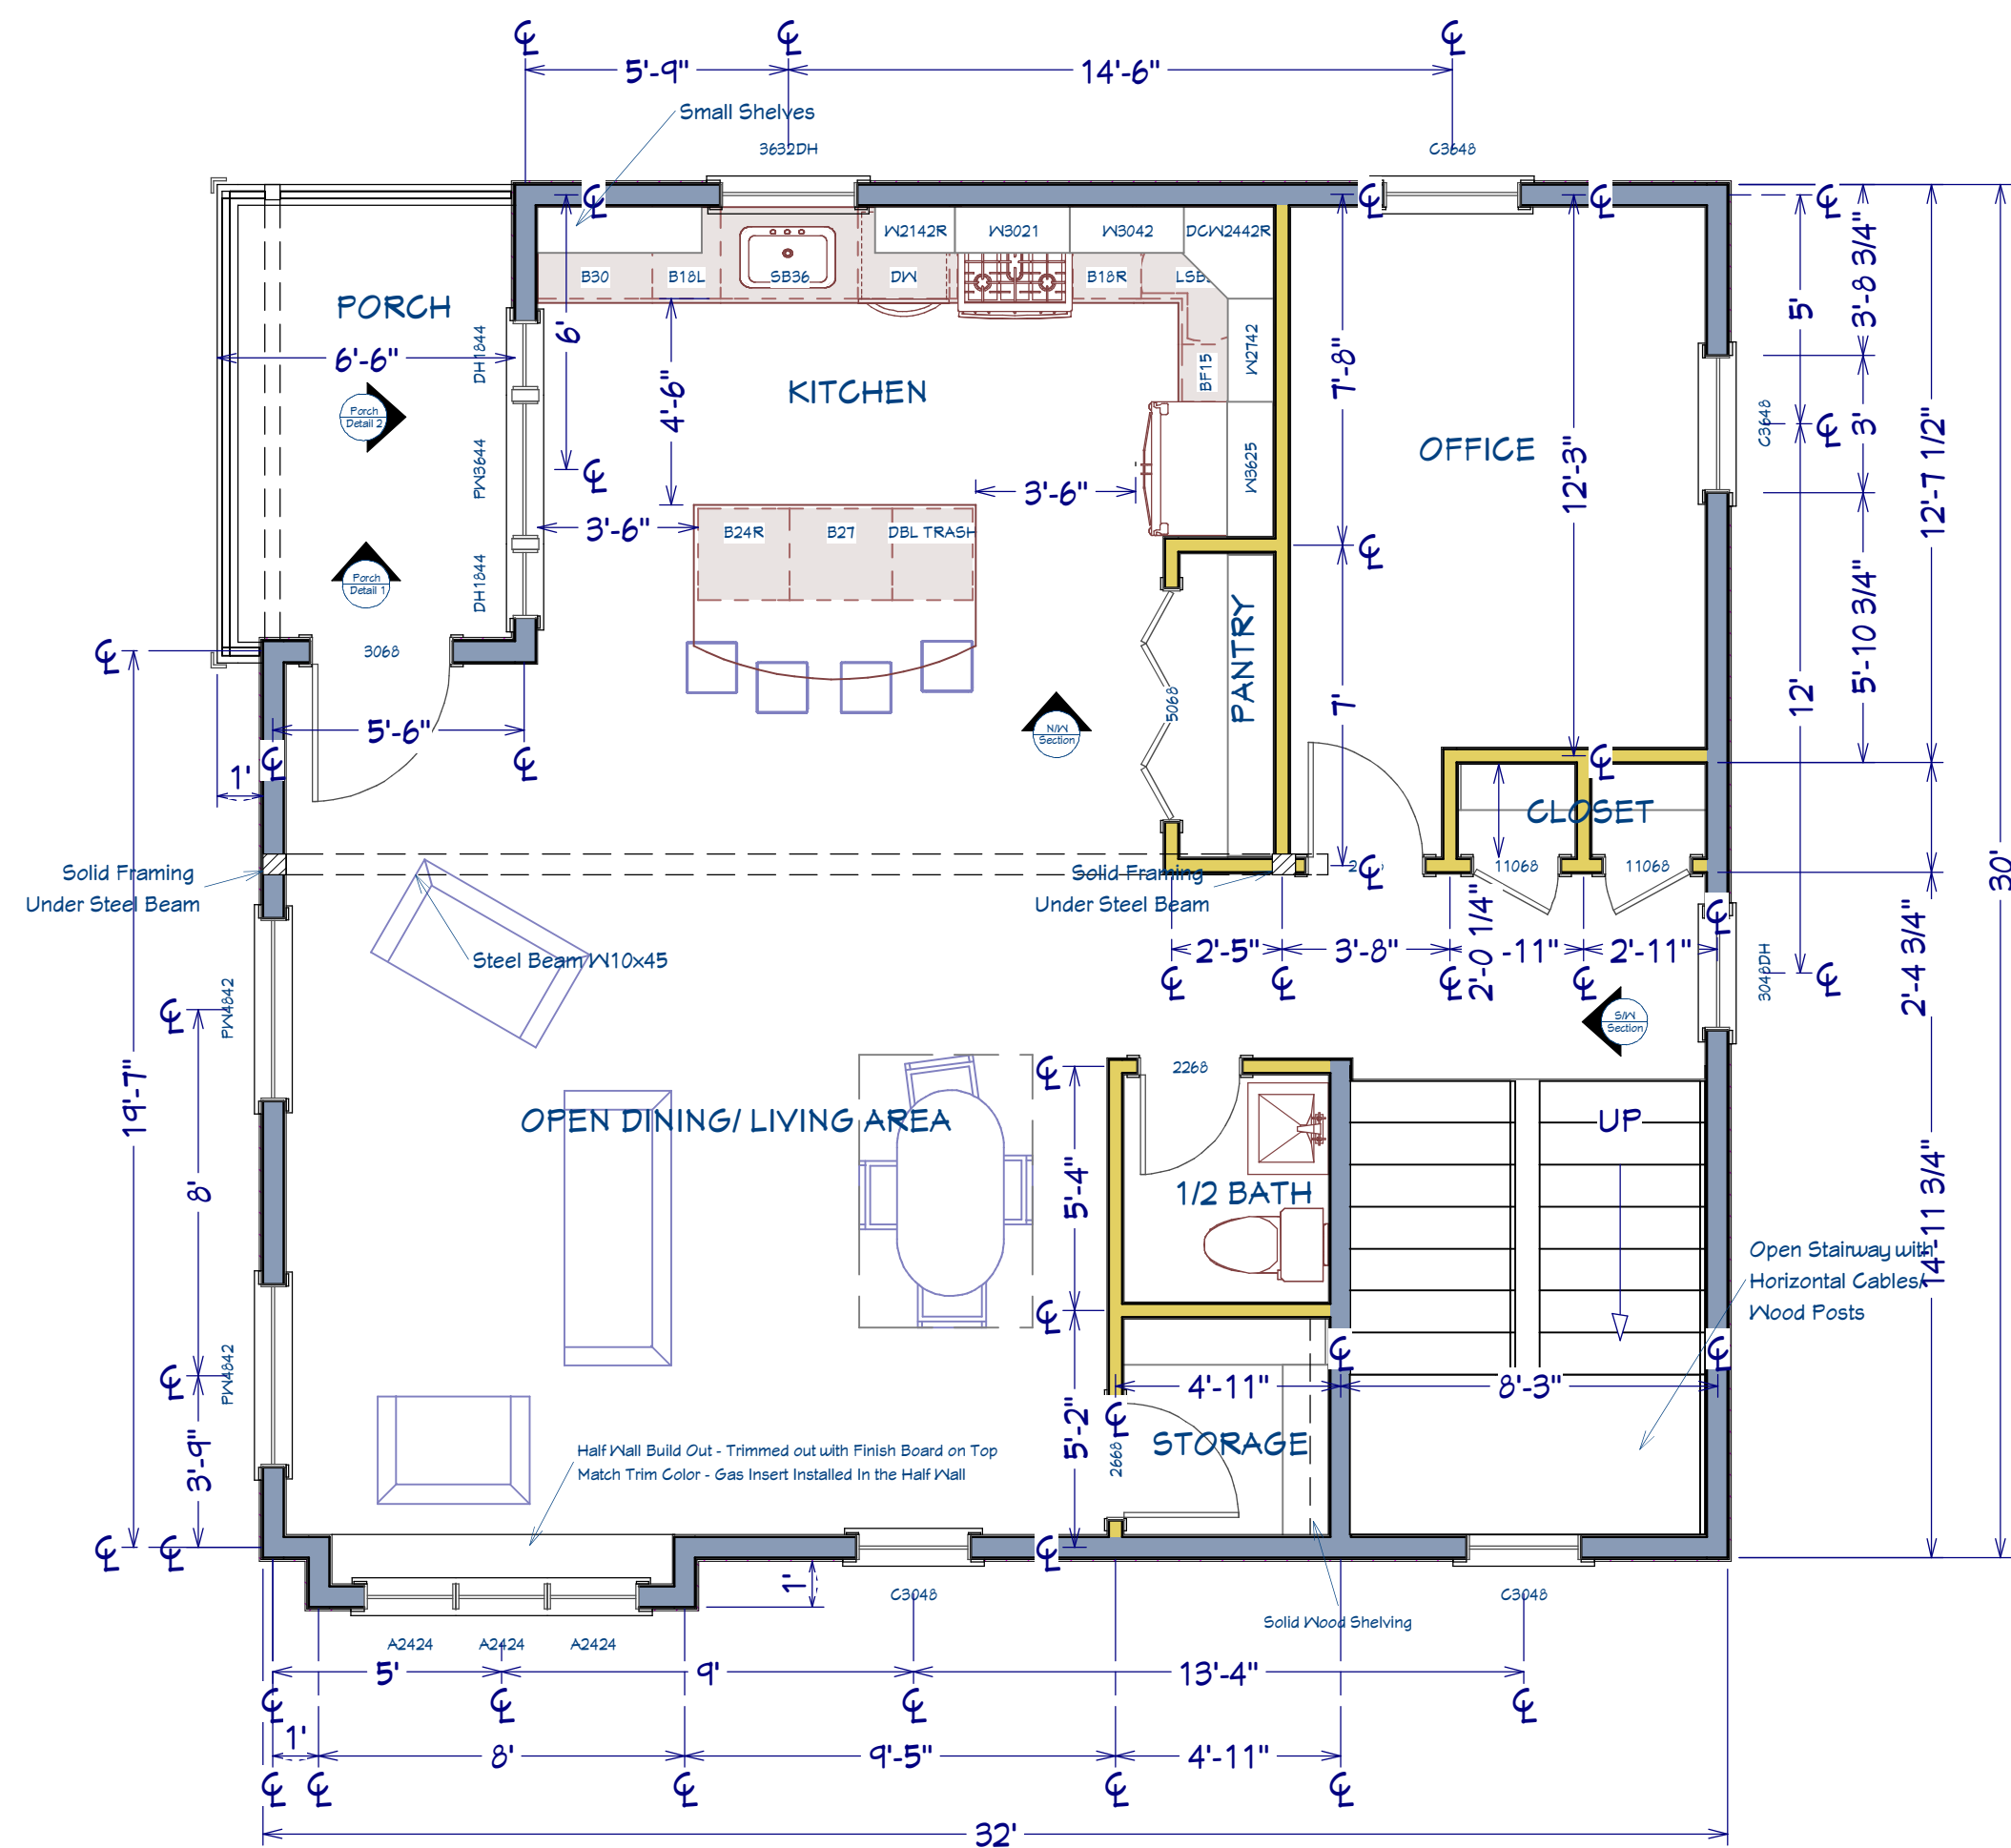 ℄ ℄ ℄
5'-9" 14'-6"
Small Shelves
3632DH C3648
℄ ℄ ℄ ℄
W2142R W3021 W3042 DCW2442R
B30 B18L SB36 DW B18R
PORCH
6'-6"
DH1844
6'
4'-6"
KITCHEN
BF15
W2742
7'-8"
5'
3'-8 3/4"
Porch
Detail 2
PW3644
℄
3'-6"
W3625
OFFICE
12'-3"
C3648
℄
3'
12'-7 1/2"
3'-6"
B24R B27 DBL TRASH
℄
Porch
Detail 1
DH1844
5'-10 3/4"
℄
3068
PANTRY
5068
7'
12'
5'-6"
N/W
Section
1'
℄ ℄ ℄
CLOSET
Solid Framing
Under Steel Beam
Solid Framing
Under Steel Beam
℄
11068 11068
30'
Steel Beam W10x45
2'-5" 3'-8" 2'-0 1/4" -11" 2'-11"
℄
℄ ℄ ℄ ℄
3048DH
℄
2'-4 3/4"
PW4842
℄
S/W
Section
19'-7"
2268
℄
OPEN DINING/ LIVING AREA
UP
8'
5'-4"
1/2 BATH
14'-11 3/4"
Open Stairway with
Horizontal Cables/
Wood Posts
℄
℄ ℄
PW4842
℄
4'-11" 8'-3"
℄
3'-9"
5'-2"
2668
STORAGE
Half Wall Build Out - Trimmed out with Finish Board on Top
Match Trim Color - Gas Insert Installed In the Half Wall
℄ ℄ ℄
1'
C3048 C3048
Solid Wood Shelving
A2424 A2424 A2424
5' 9' 13'-4"
℄ ℄ ℄ ℄
1' 8' 9'-5" 4'-11"
℄ ℄ ℄ ℄ ℄
32'